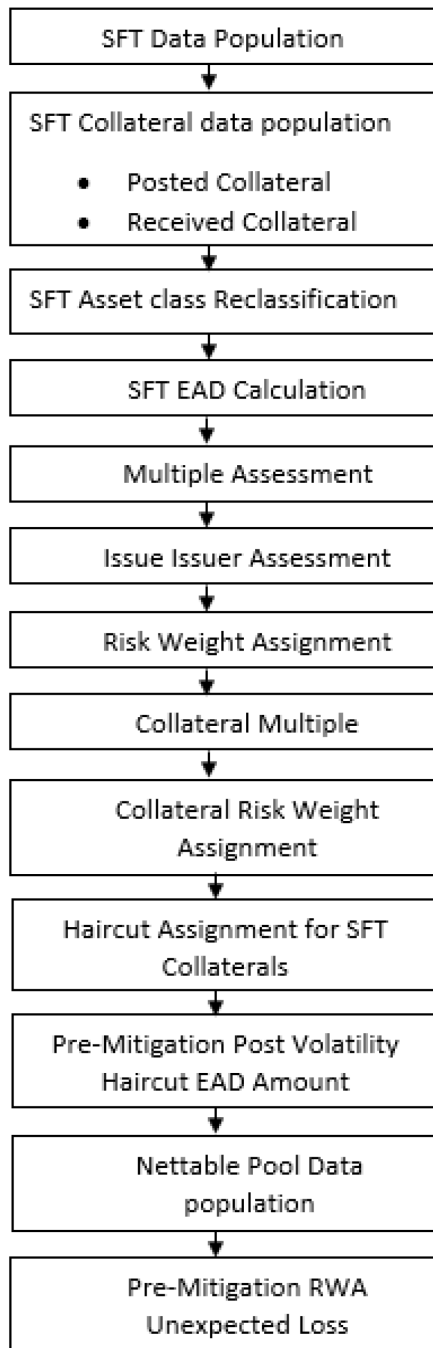 SFT Data Population
SFT Collateral data population
• Posted Collateral
• Received Collateral
SFT Asset class Reclassification
SFT EAD Calculation
Multiple Assessment
Issue Issuer Assessment
Risk Weight Assignment
Collateral Multiple
Collateral Risk Weight
Assignment
Haircut Assignment for SFT
Collaterals
Pre-Mitigation Post Volatility
Haircut EAD Amount
Nettable Pool Data
population
Pre-Mitigation RWA
Unexpected Loss